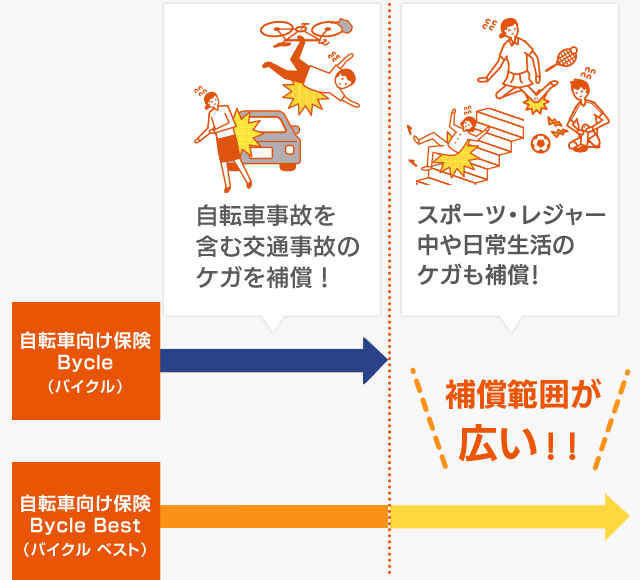 自転車事故を
含む交通事故の
ケガを補償！
スポーツ・レジャー
中や日常生活の
ケガも補償！
自転車向け保険
Bycle
（バイクル）
補償範囲が
広い！！
自転車向け保険
Bycle Best
（バイクル ベスト）